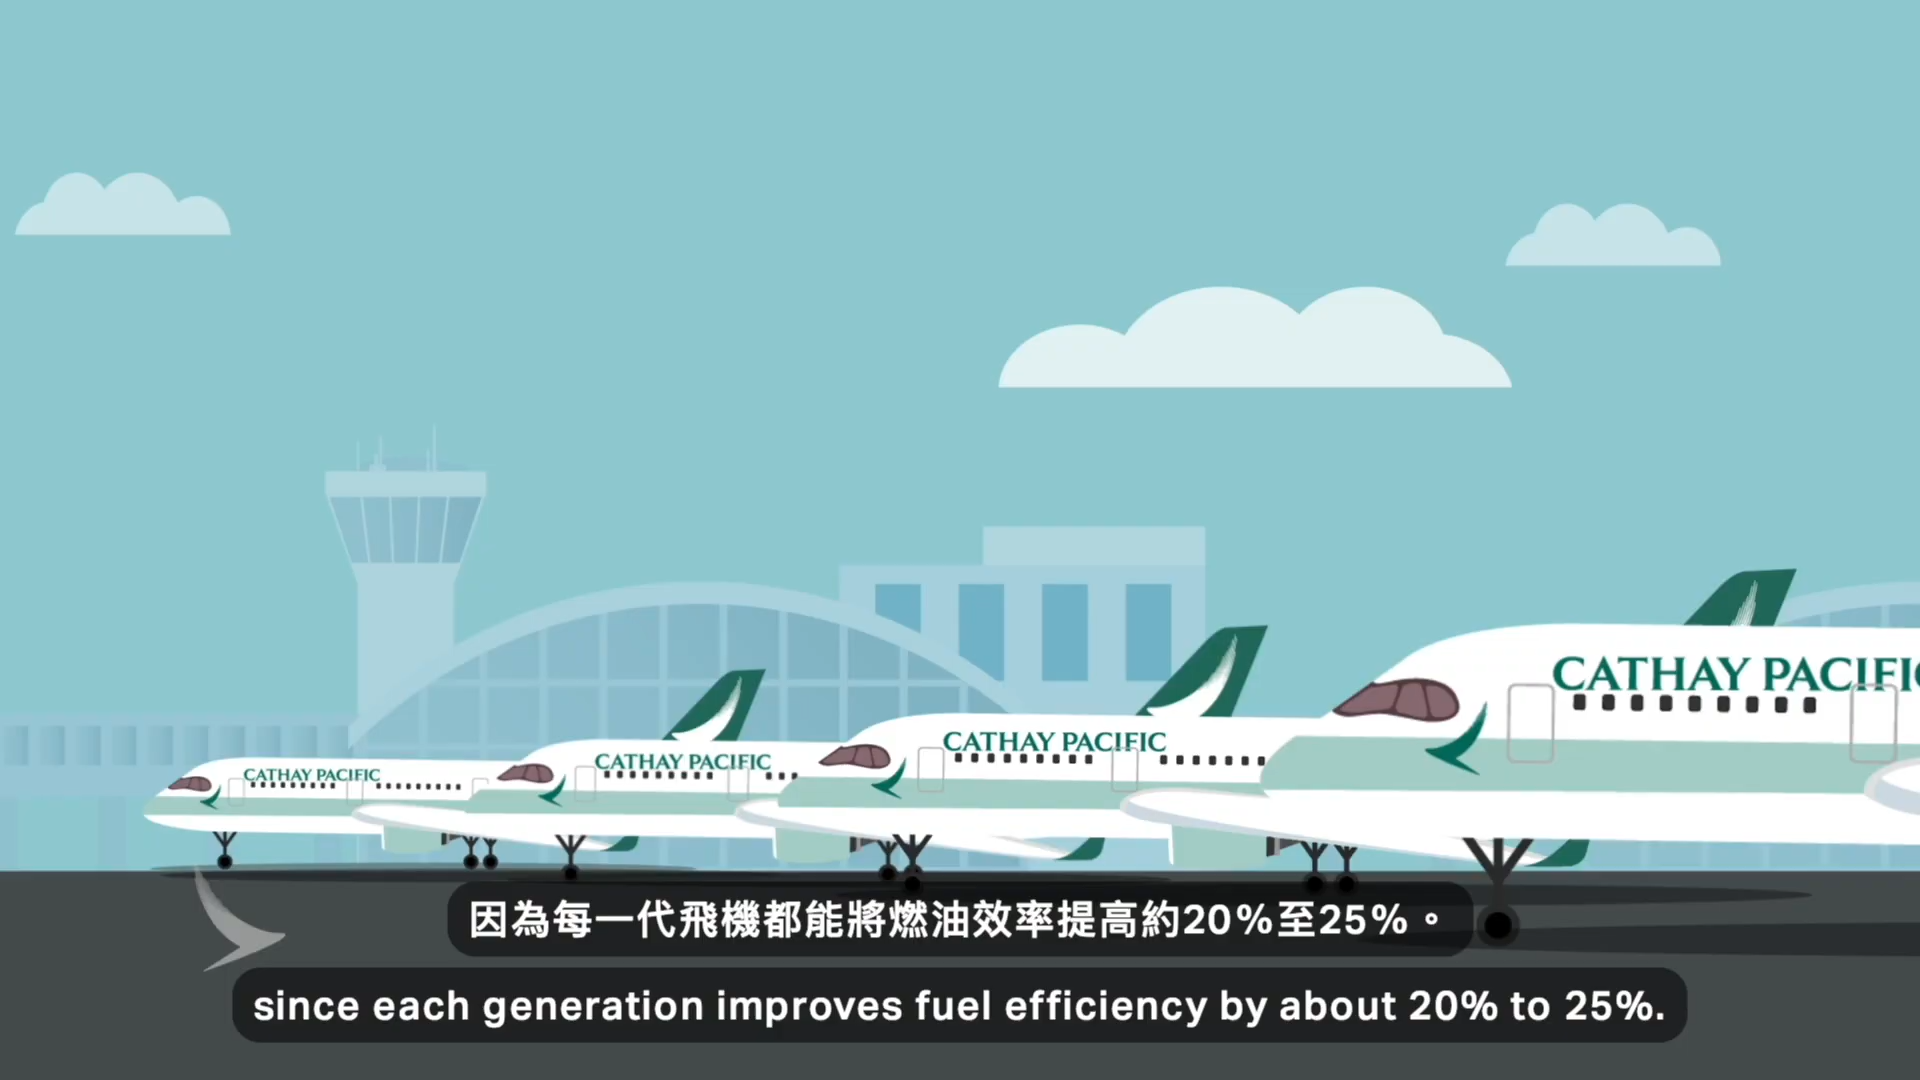 CATHAY PACIFIC
CATHAY PACIFIC
CATHAY PACIFIC
CATHAY PACIFIC
因為每一代飛機都能將燃油效率提高約20%至25%。
since each generation improves fuel efficiency by about 20% to 25%.